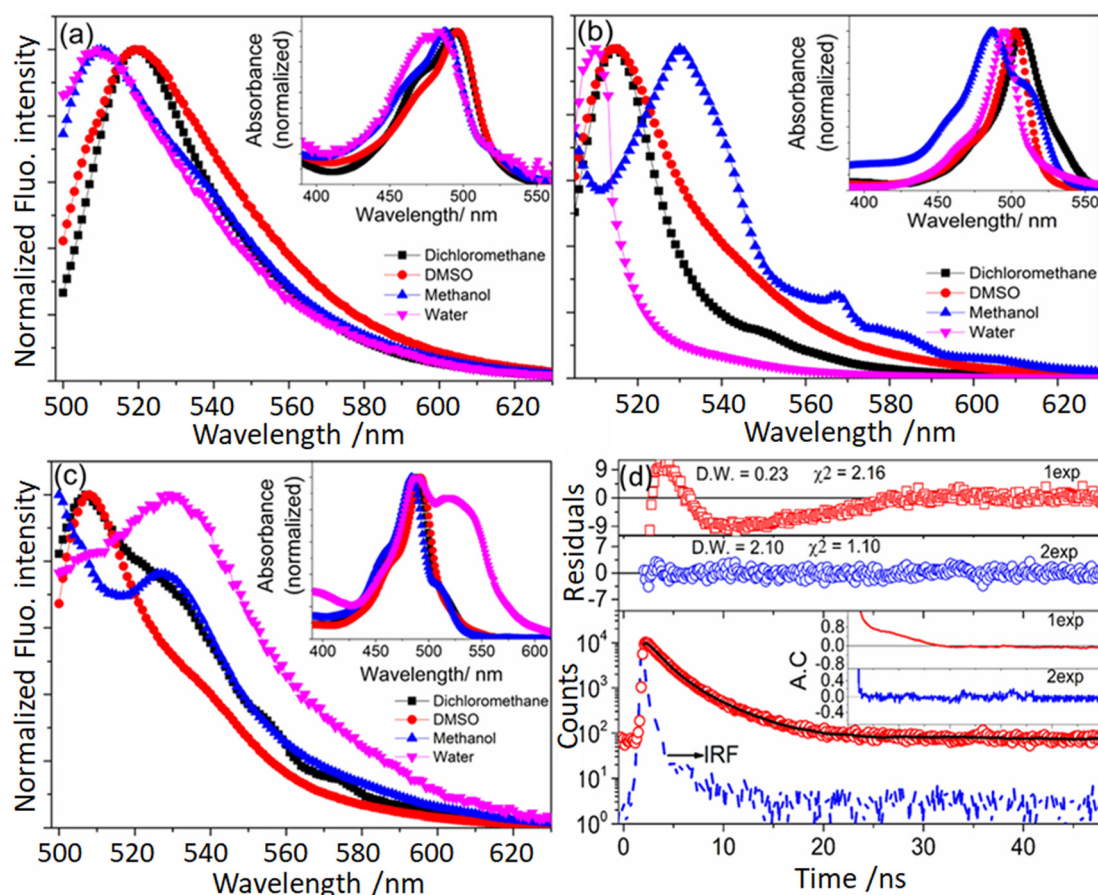 (a)
Normalized Fluo. intensity
Absorbance
(normalized)
400 450 500 550
Wavelength/ nm
Dichloromethane
DMSO
Methanol
Water
500 520 540 560 580 600 620
Wavelength /nm
(b)
Absorbance
(normalized)
400 450 500 550
Wavelength/ nm
Dichloromethane
DMSO
Methanol
Water
520 540 560 580 600 620
Wavelength /nm
(c)
Normalized Fluo. intensity
Absorbance
(normalized)
400 450 500 550 600
Wavelength/ nm
Dichloromethane
DMSO
Methanol
Water
500 520 540 560 580 600 620
Wavelength /nm
(d)
Residuals
9
0
-9
D.W. = 0.23 χ2 = 2.16
1exp
7
0
-7
D.W. = 2.10 χ2 = 1.10
2exp
Counts
10⁴
10³
10²
10¹
10⁰
A.C
0.8
0.0
-0.8
1exp
0.4
0.0
-0.4
2exp
IRF
0 10 20 30 40
Time /ns